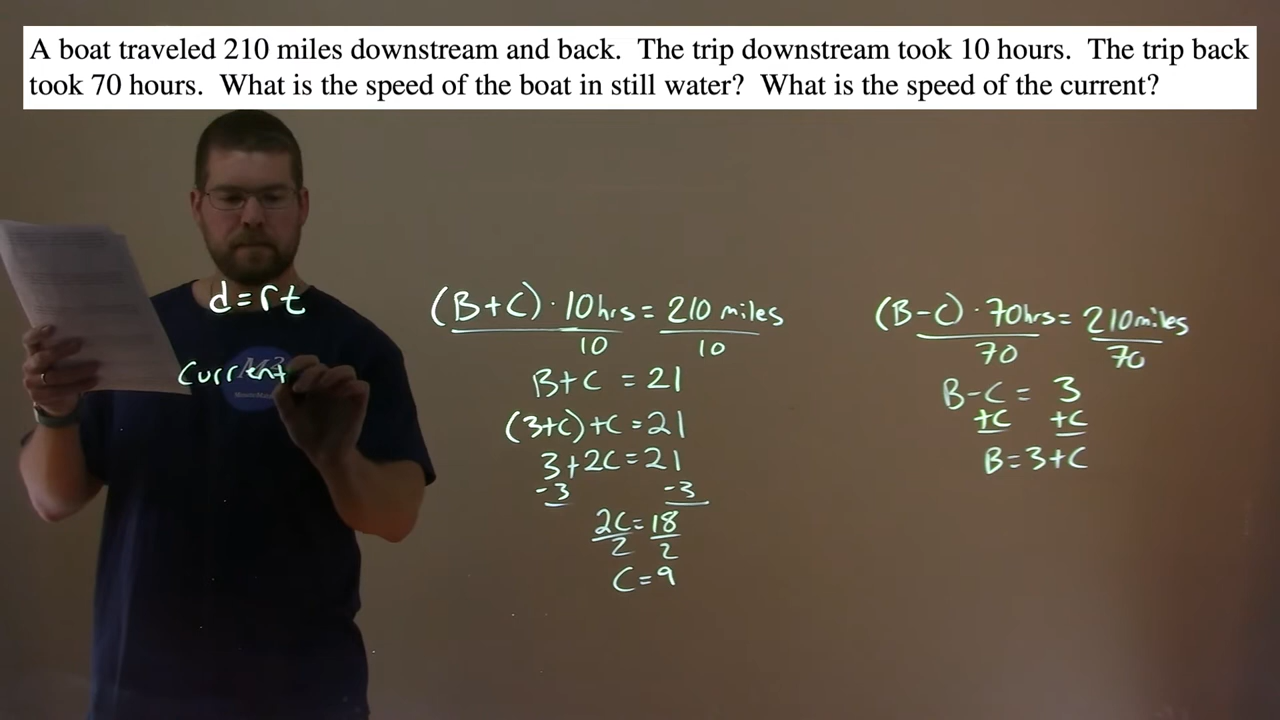 A boat traveled 210 miles downstream and back. The trip downstream took 10 hours. The trip back
took 70 hours. What is the speed of the boat in still water? What is the speed of the current?
d=rt
Current
(B+C)·10hrs=210 miles
10 10
B+C=21
(3+C)+C=21
3+2C=21
-3 -3
2C=18
2 2
C=9
(B-C)·70hrs=210miles
70 70
B-C=3
+C +C
B=3+C